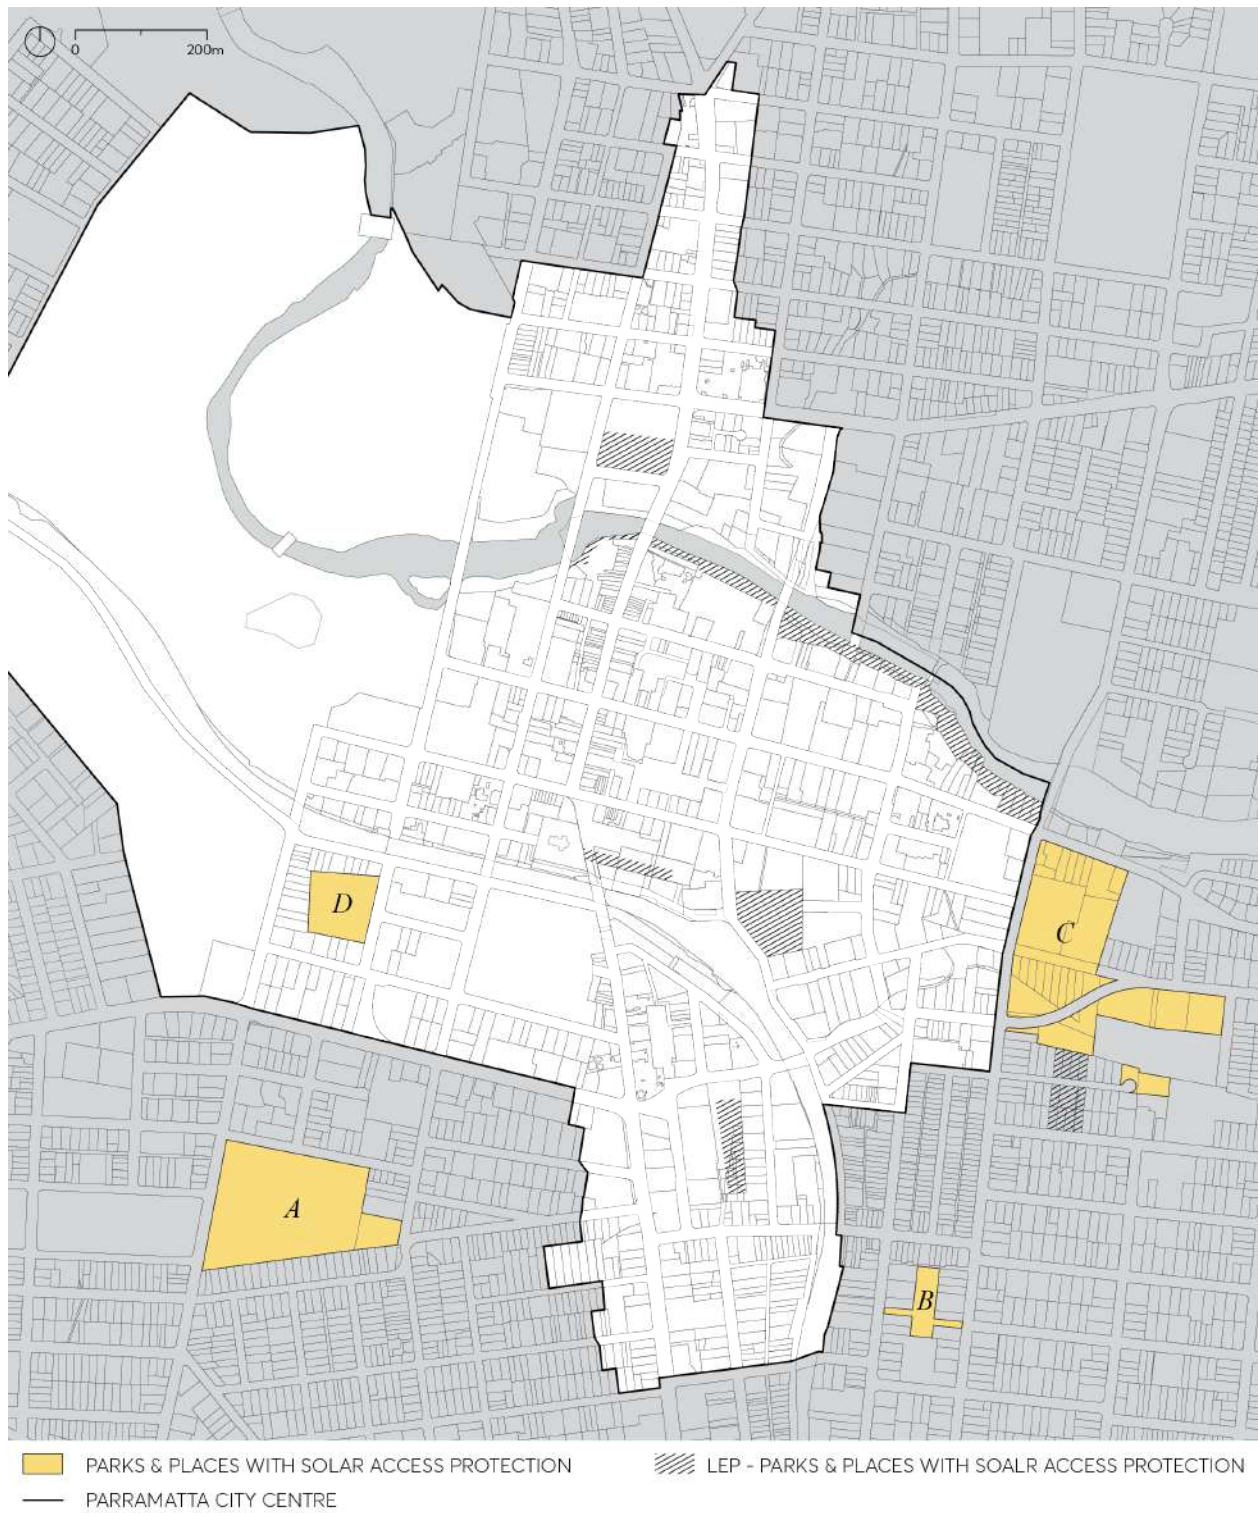 0 200m
D
C
A
B
PARKS & PLACES WITH SOLAR ACCESS PROTECTION
LEP - PARKS & PLACES WITH SOALR ACCESS PROTECTION
PARRAMATTA CITY CENTRE